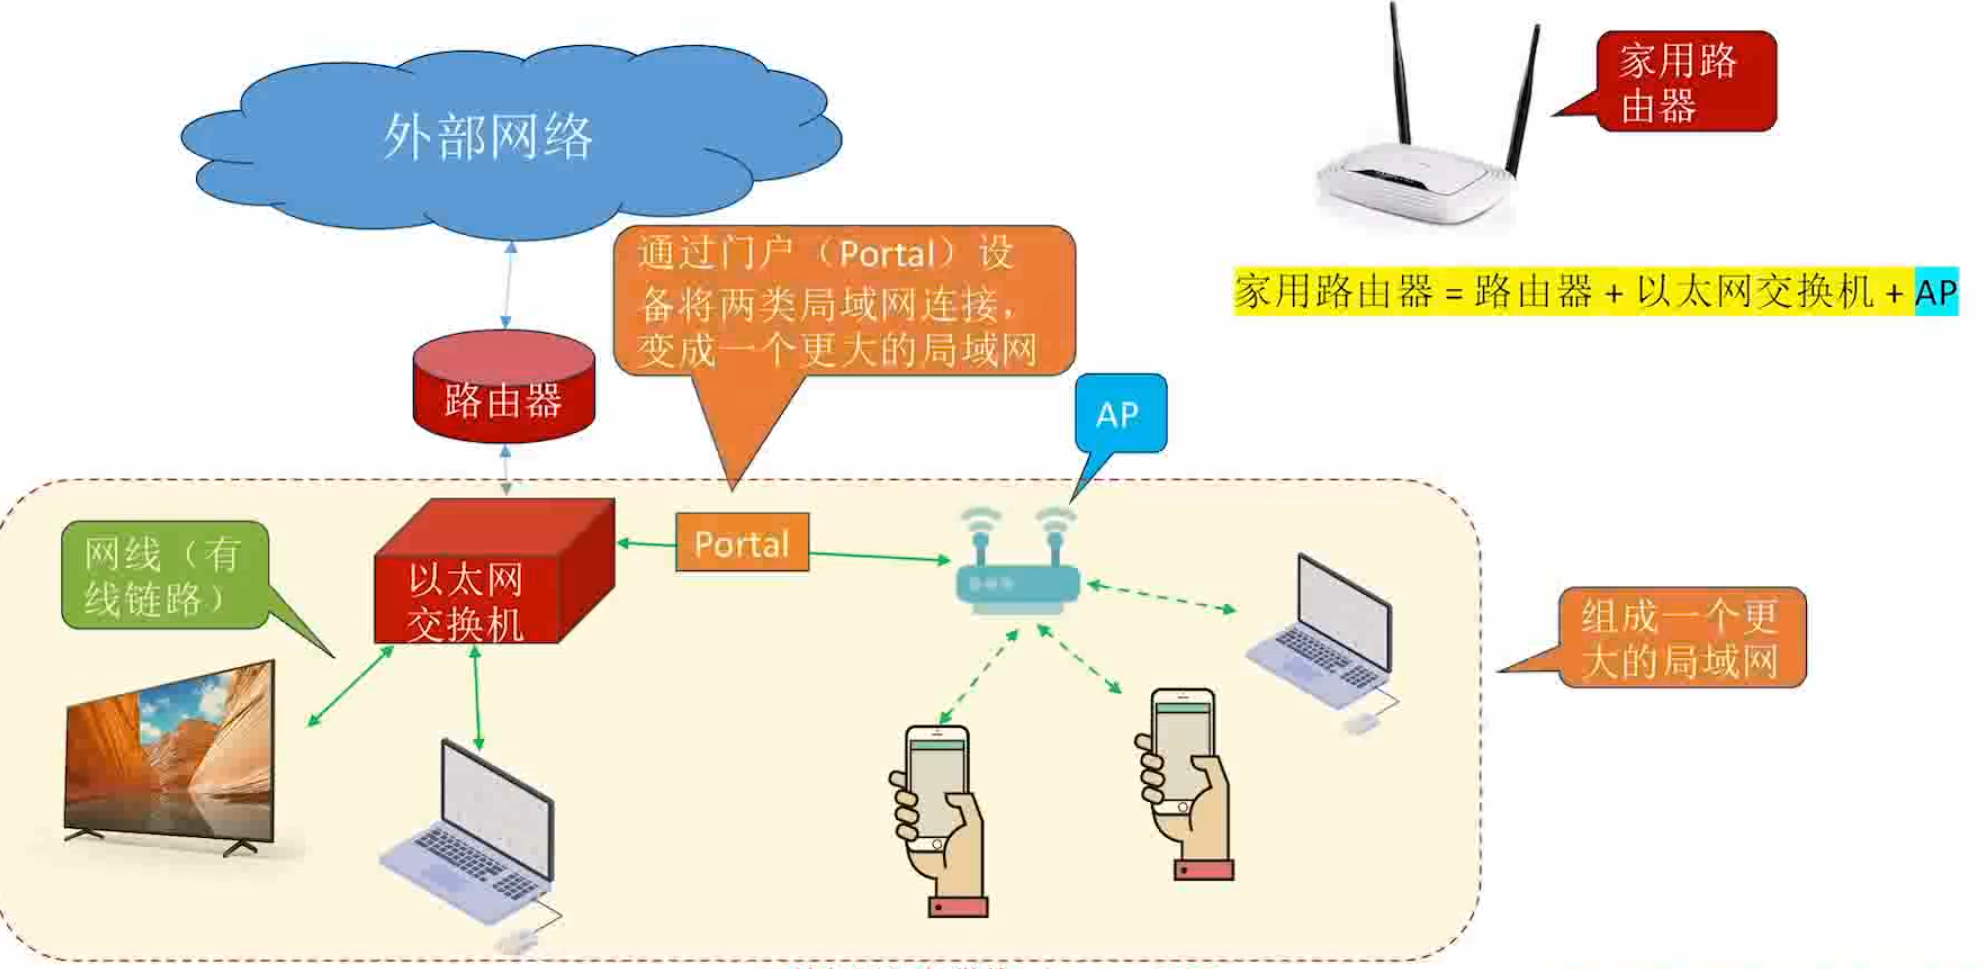 外部网络
家用路
由器
通过门户（Portal）设
备将两类局域网连接，
变成一个更大的局域网
家用路由器 = 路由器 + 以太网交换机 + AP
路由器
AP
网线（有
线链路）
以太网
交换机
Portal
组成一个更
大的局域网